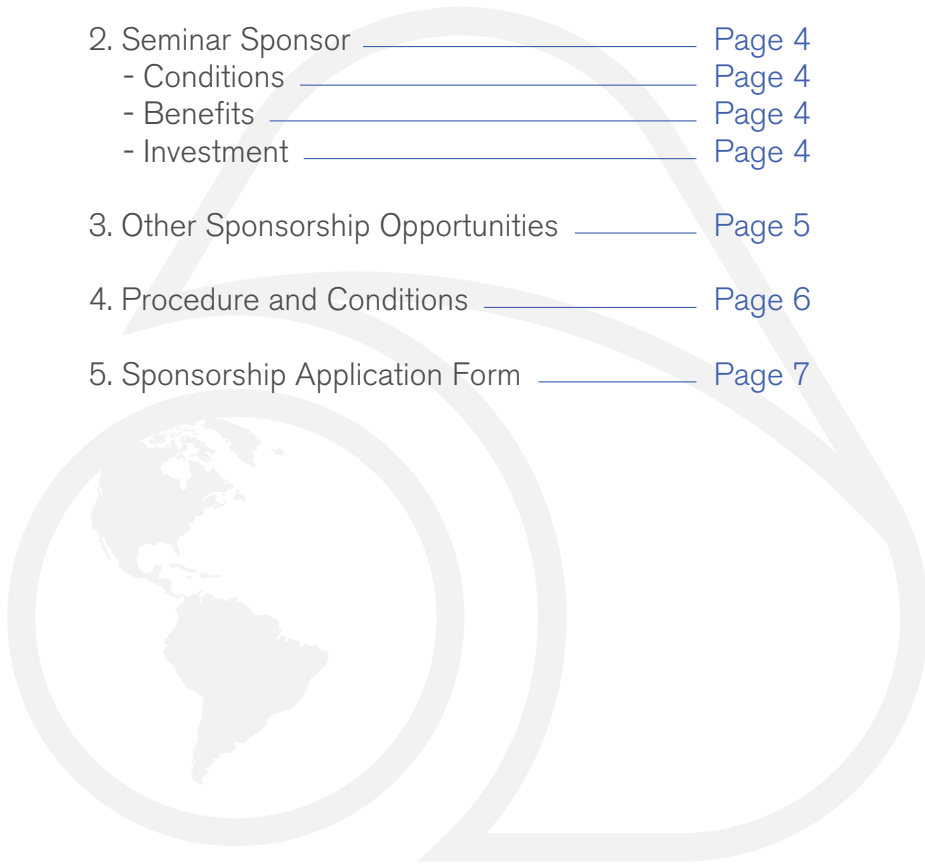 2. Seminar Sponsor Page 4
- Conditions Page 4
- Benefits Page 4
- Investment Page 4
3. Other Sponsorship Opportunities Page 5
4. Procedure and Conditions Page 6
5. Sponsorship Application Form Page 7